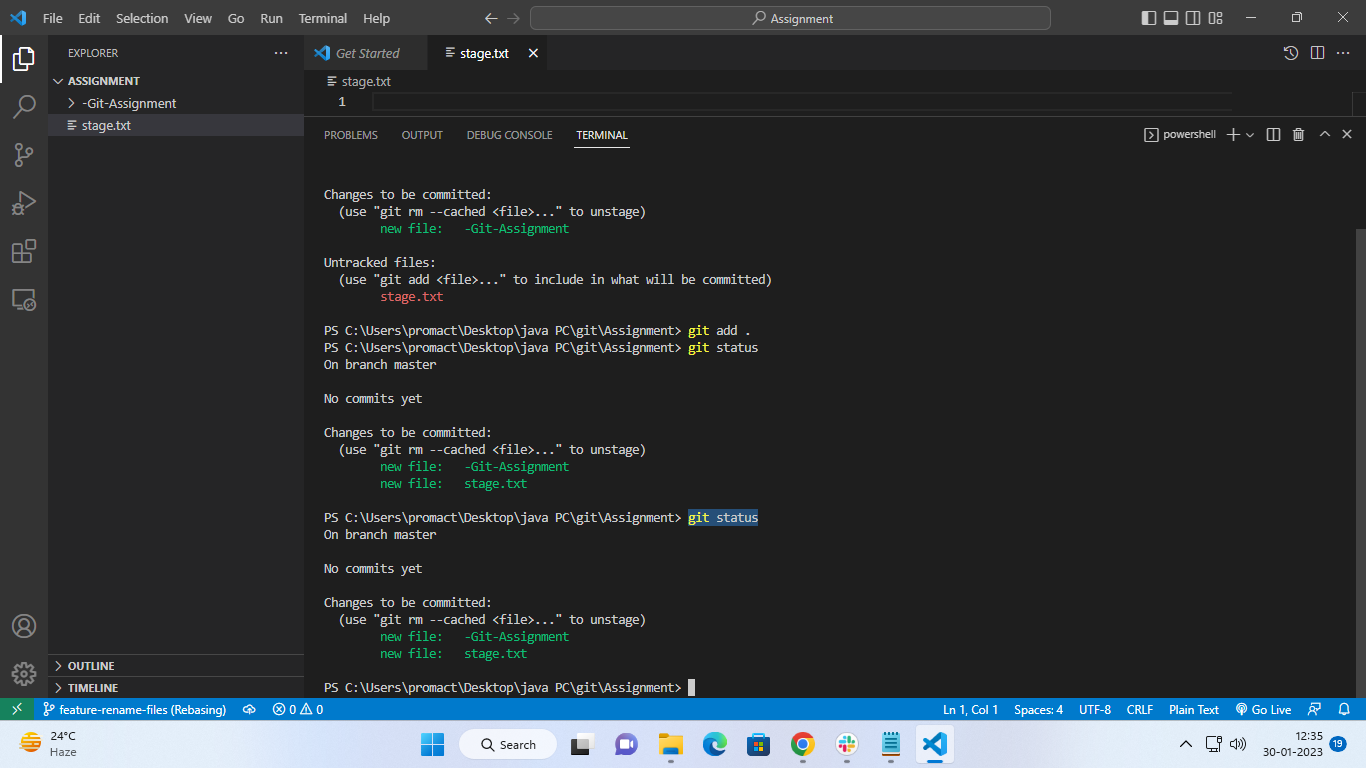 File Edit Selection View Go Run Terminal Help
Assignment
EXPLORER
ASSIGNMENT
-Git-Assignment
stage.txt
Get Started
stage.txt
stage.txt
1
PROBLEMS OUTPUT DEBUG CONSOLE TERMINAL
powershell
Changes to be committed:
(use "git rm --cached <file>..." to unstage)
new file: -Git-Assignment
Untracked files:
(use "git add <file>..." to include in what will be committed)
stage.txt
PS C:\Users\promact\Desktop\java PC\git\Assignment> git add .
PS C:\Users\promact\Desktop\java PC\git\Assignment> git status
On branch master
No commits yet
Changes to be committed:
(use "git rm --cached <file>..." to unstage)
new file: -Git-Assignment
new file: stage.txt
PS C:\Users\promact\Desktop\java PC\git\Assignment> git status
On branch master
No commits yet
Changes to be committed:
(use "git rm --cached <file>..." to unstage)
new file: -Git-Assignment
new file: stage.txt
PS C:\Users\promact\Desktop\java PC\git\Assignment>
OUTLINE
TIMELINE
feature-rename-files (Rebasing) 0 0
Ln 1, Col 1 Spaces: 4 UTF-8 CRLF Plain Text Go Live
24°C
Haze
Search
12:35
30-01-2023
19